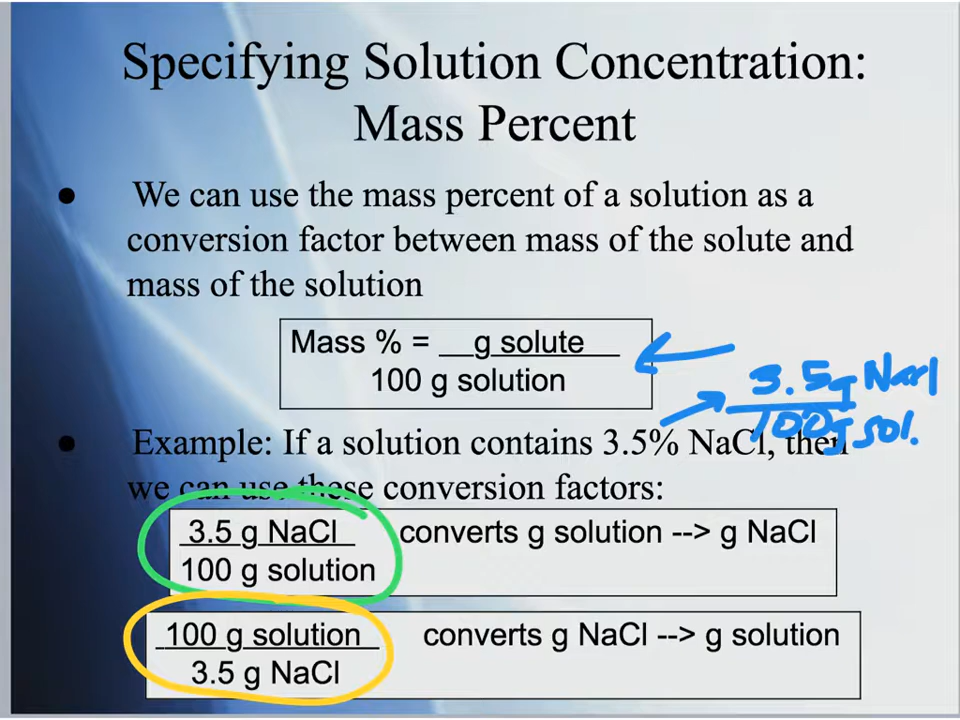 Specifying Solution Concentration:
Mass Percent
● We can use the mass percent of a solution as a
conversion factor between mass of the solute and
mass of the solution
Mass % = __g solute__
100 g solution
3.5g NaCl
100g sol.
● Example: If a solution contains 3.5% NaCl, then
we can use these conversion factors:
3.5 g NaCl converts g solution --> g NaCl
100 g solution
100 g solution converts g NaCl --> g solution
3.5 g NaCl